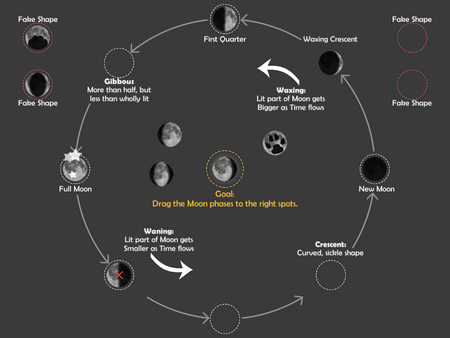 Fake Shape
Fake Shape
First Quarter
Waxing Crescent
Gibbous
More than half, but
less than wholly lit
Waxing:
Lit part of Moon gets
Bigger as Time flows
Fake Shape
Fake Shape
Full Moon
New Moon
Goal:
Drag the Moon phases to the right spots.
Waning:
Lit part of Moon gets
Smaller as Time flows
Crescent:
Curved, sickle shape